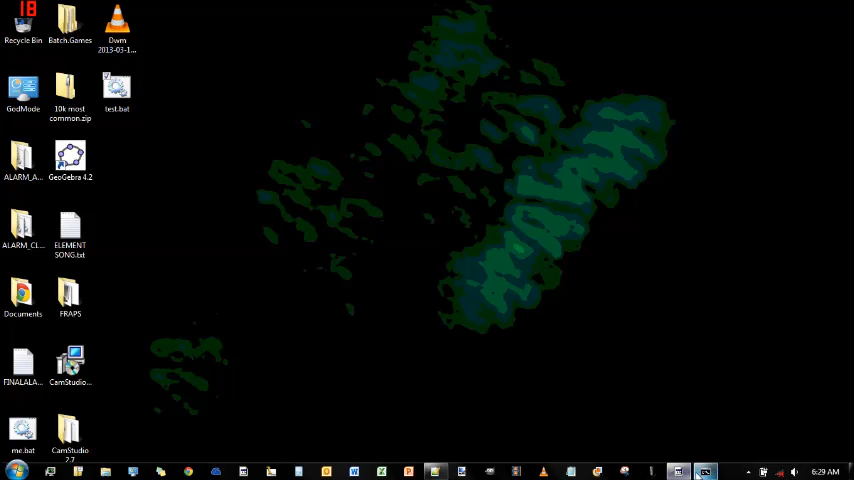 18
Recycle Bin
Batch.Games
Dwm
2013-03-1...
GodMode
10k most
common.zip
test.bat
ALARM_A...
GeoGebra 4.2
ALARM_CL...
ELEMENT
SONG.txt
Documents
FRAPS
FINALALA...
CamStudio...
me.bat
CamStudio
2.7
6:29 AM